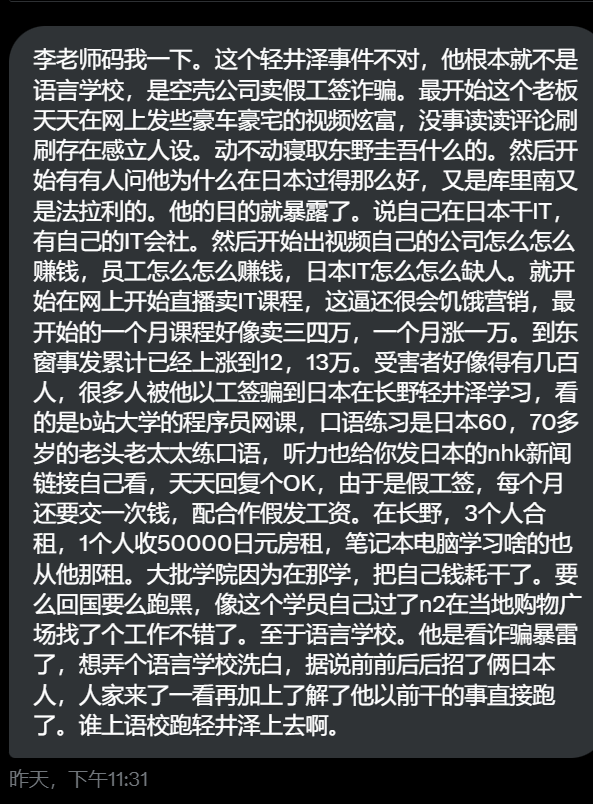 李老师码我一下。这个轻井泽事件不对，他根本就不是
语言学校，是空壳公司卖假工签诈骗。最开始这个老板
天天在网上发些豪车豪宅的视频炫富，没事读读评论刷
刷存在感立人设。动不动寝取东野圭吾什么的。然后开
始有有人问他为什么在日本过得那么好，又是库里南又
是法拉利的。他的目的就暴露了。说自己在日本干IT，
有自己的IT会社。然后开始出视频自己的公司怎么怎么
赚钱，员工怎么怎么赚钱，日本IT怎么怎么缺人。就开
始在网上开始直播卖IT课程，这逼还很会饥饿营销，最
开始的一个月课程好像卖三四万，一个月涨一万。到东
窗事发累计已经上涨到12，13万。受害者好像得有几百
人，很多人被他以工签骗到日本在长野轻井泽学习，看
的是b站大学的程序员网课，口语练习是日本60，70多
岁的老头老太太练口语，听力也给你发日本的nhk新闻
链接自己看，天天回复个OK，由于是假工签，每个月
还要交一次钱，配合作假发工资。在长野，3个人合
租，1个人收50000日元房租，笔记本电脑学习啥的也
从他那租。大批学院因为在那学，把自己钱耗干了。要
么回国要么跑黑，像这个学员自己过了n2在当地购物广
场找了个工作不错了。至于语言学校。他是看诈骗暴雷
了，想弄个语言学校洗白，据说前前后后招了俩日本
人，人家来了一看再加上了解了他以前干的事直接跑
了。谁上语校跑轻井泽上去啊。
昨天，下午11:31